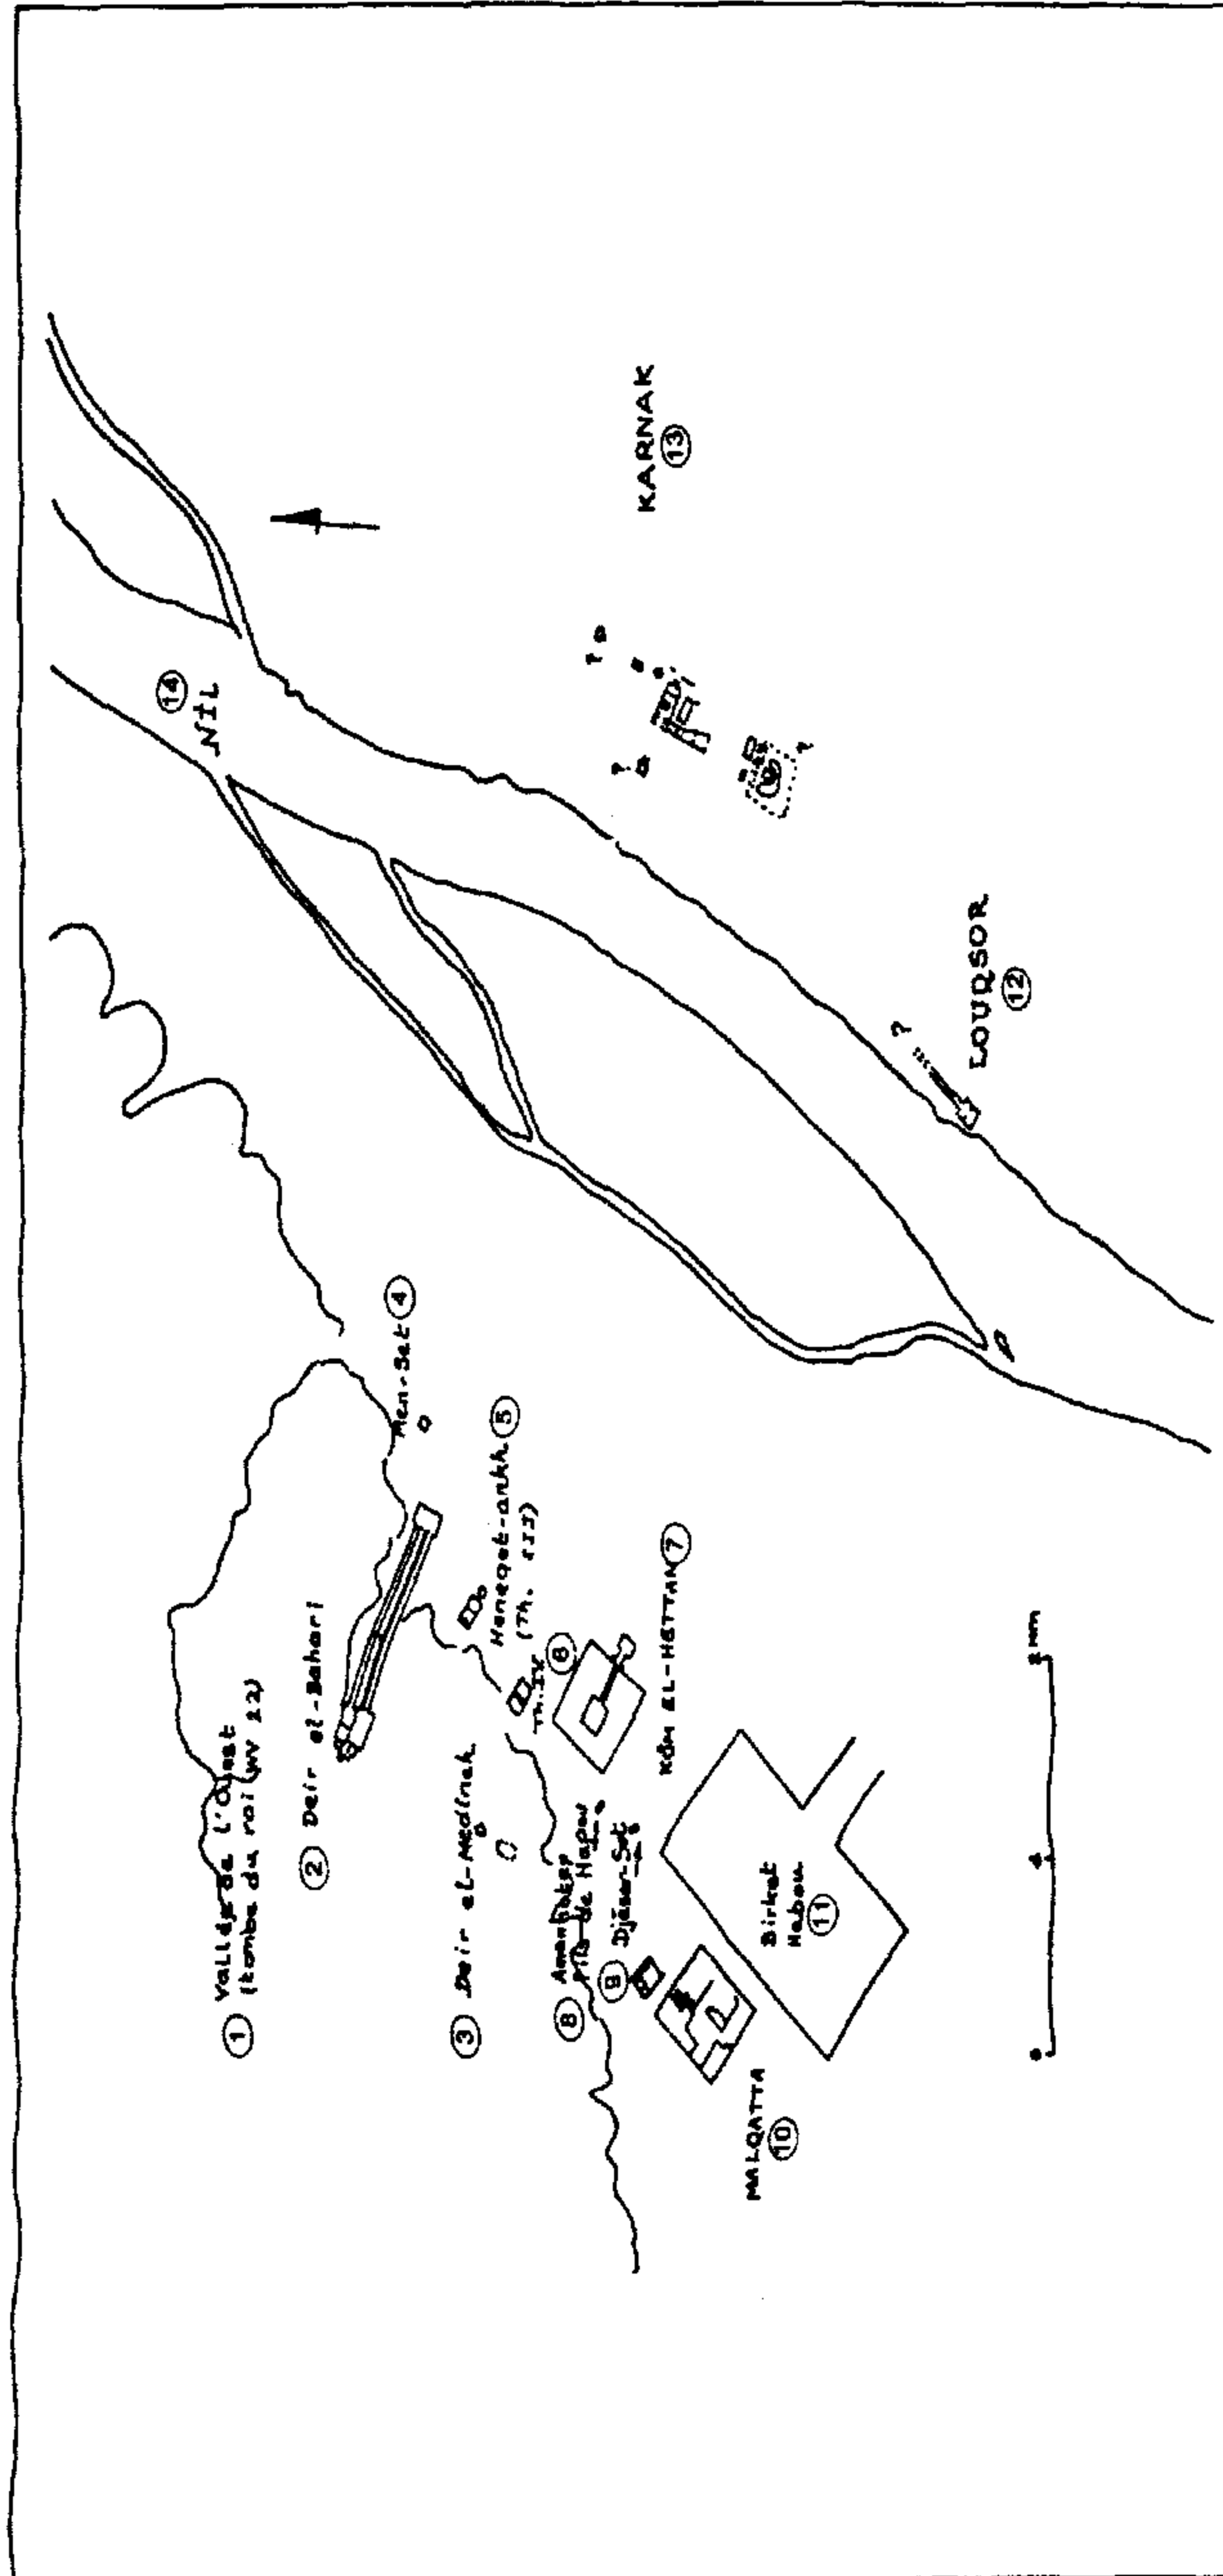 ① Vallée de l'Ouest
(tombe du roi WV 22)
② Deir el-Bahari
③ Deir el-Medineh
Men-Set ④
Heneqet-ankh ⑤
(Th. III)
Th. IV
⑥
KÔM EL-HETTAN ⑦
⑧ Amenhotep
fils de Hapou
⑨ Djéser-Set
MALQATTA
⑩
Birket
Habou
⑪
LOUQSOR
⑫
?
KARNAK
⑬
?
?
?
NIL
⑭
0
1
2 km